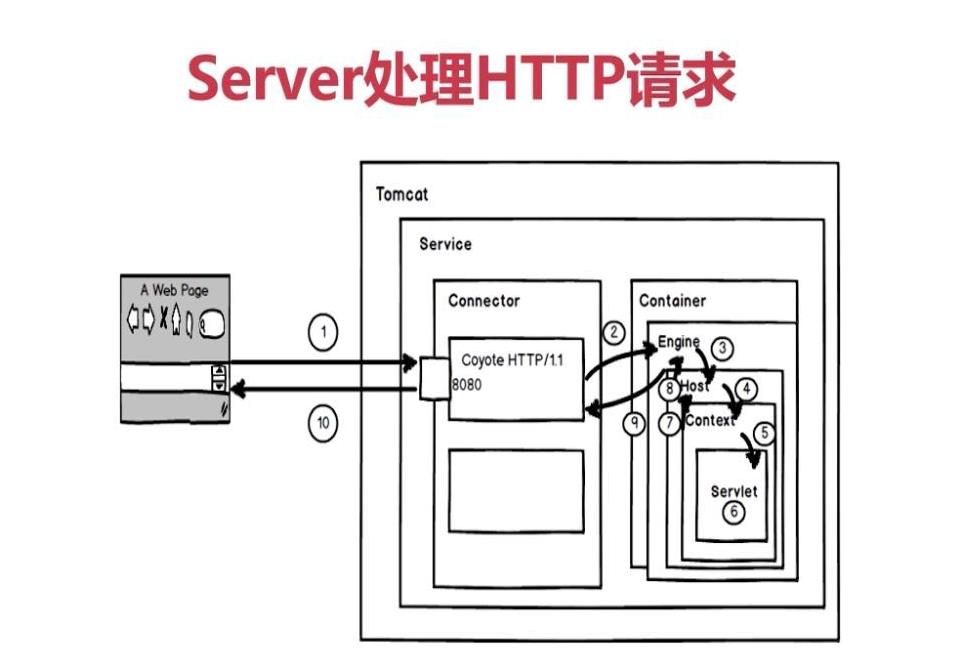 Server处理HTTP请求
Tomcat
Service
A Web Page
Connector
Container
①
②
Engine
③
Coyote HTTP/1.1
8080
⑧
Host
④
⑩
⑨
⑦
Context
⑤
Servlet
⑥